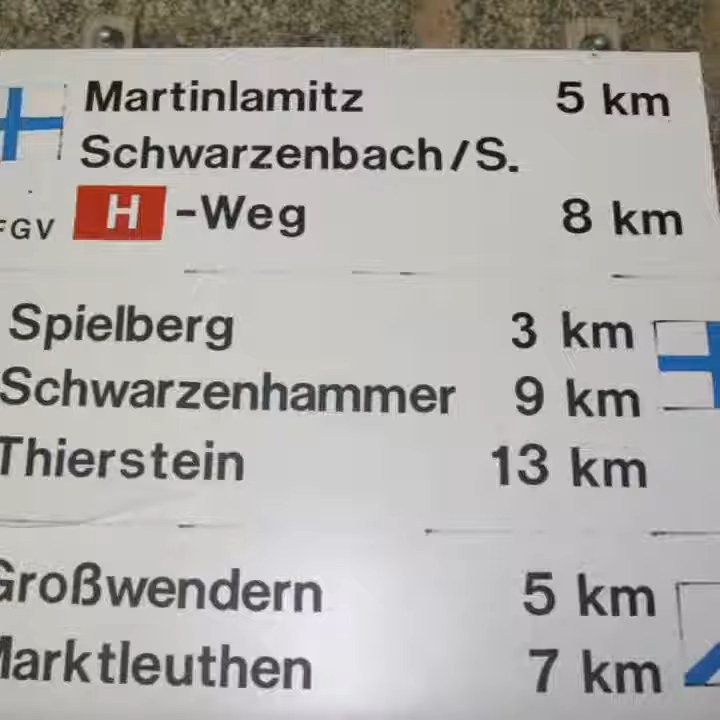 Martinlamitz 5 km
Schwarzenbach/S.
FGV H -Weg 8 km
Spielberg 3 km
Schwarzenhammer 9 km
Thierstein 13 km
Großwendern 5 km
Marktleuthen 7 km